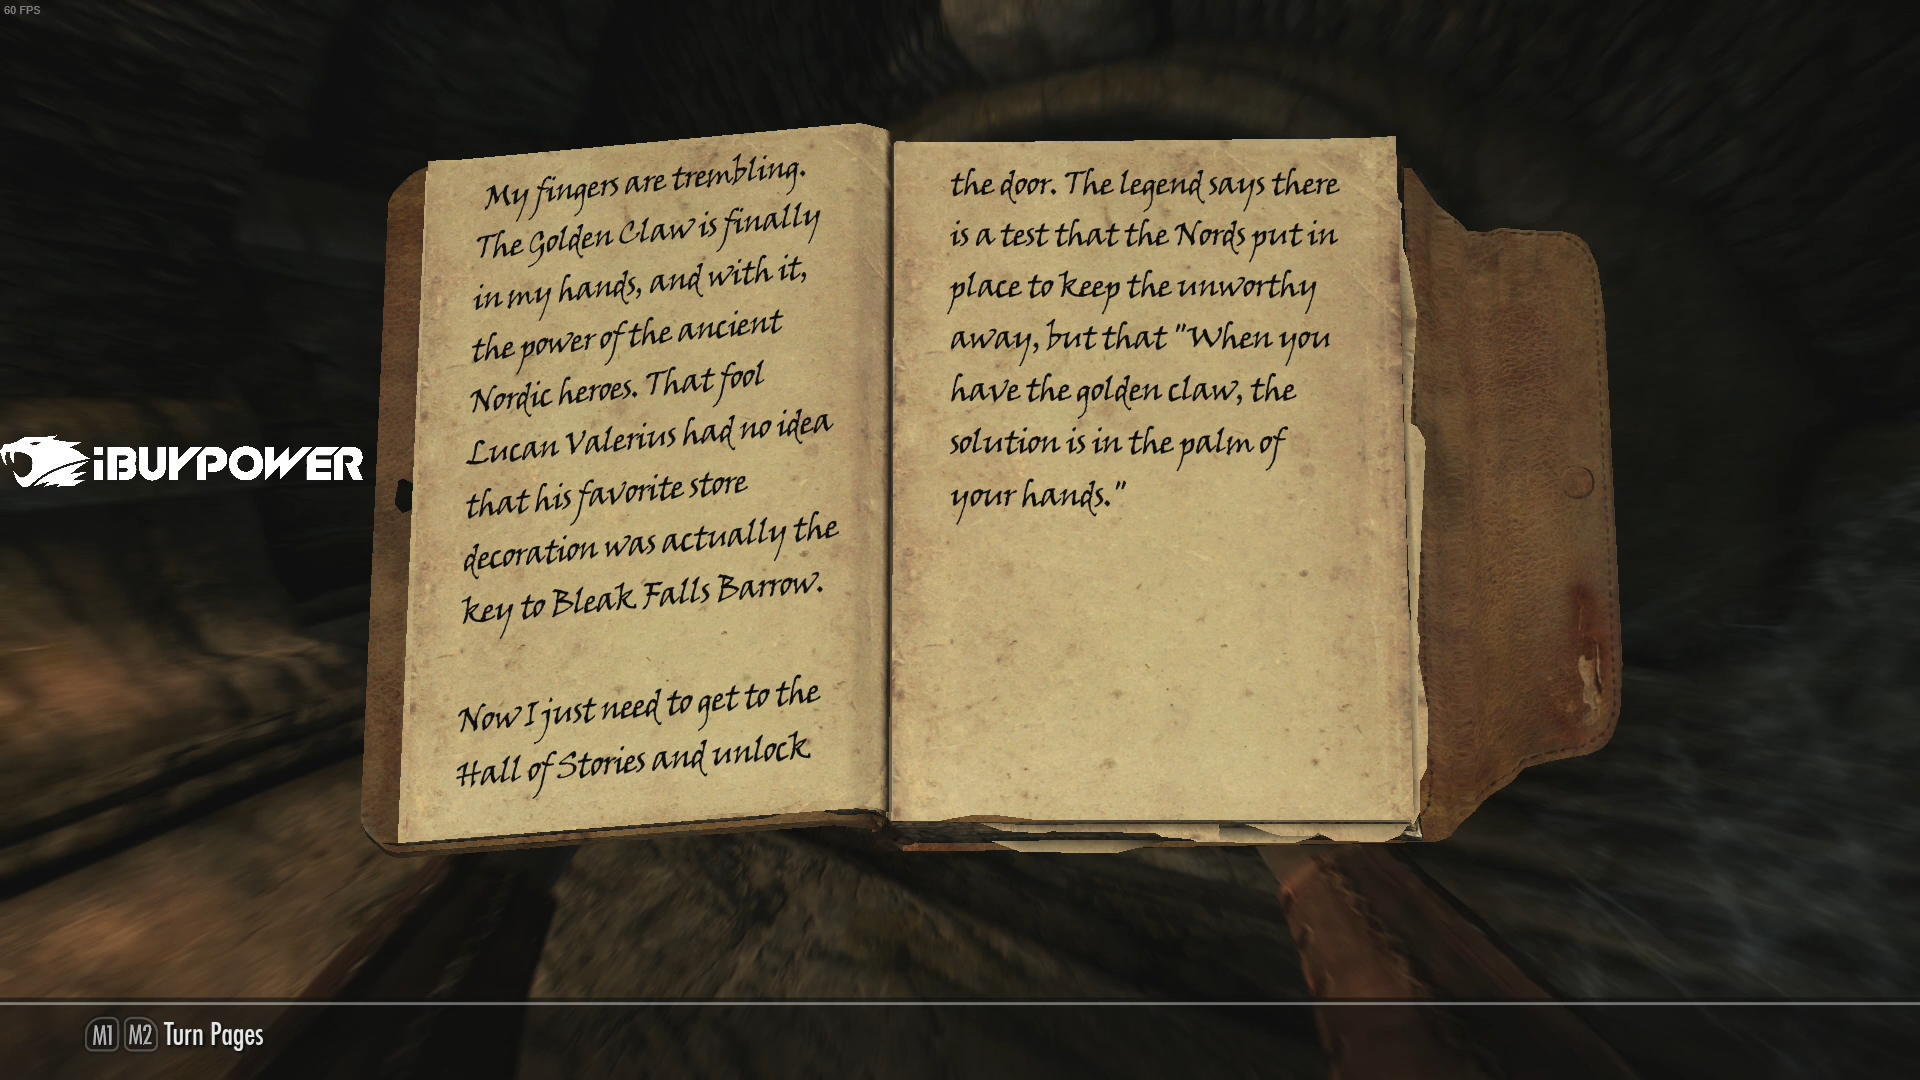 60 FPS
My fingers are trembling.
The Golden Claw is finally
in my hands, and with it,
the power of the ancient
Nordic heroes. That fool
Lucan Valerius had no idea
that his favorite store
decoration was actually the
key to Bleak Falls Barrow.
Now I just need to get to the
Hall of Stories and unlock
the door. The legend says there
is a test that the Nords put in
place to keep the unworthy
away, but that "When you
have the golden claw, the
solution is in the palm of
your hands."
iBUYPOWER
M1 M2 Turn Pages